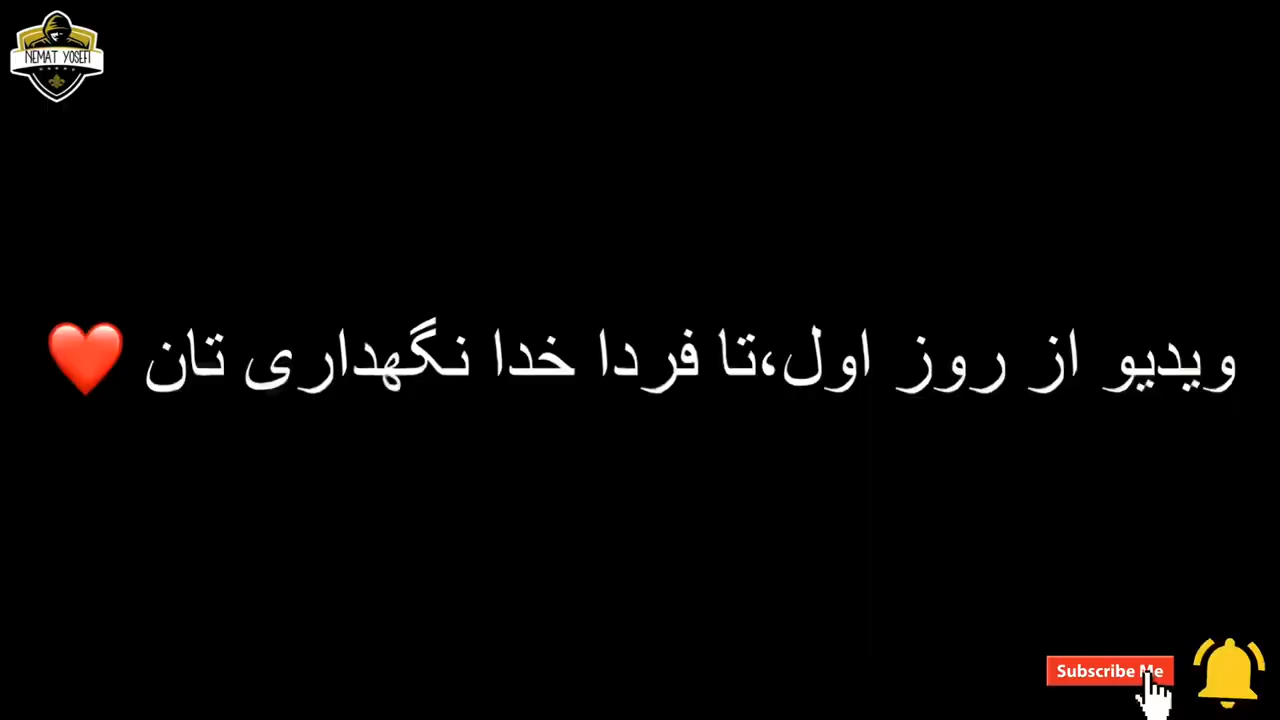 NEMAT YOSEFI
ویدیو از روز اول،تا فردا خدا نگهداری تان ❤️
Subscribe Me